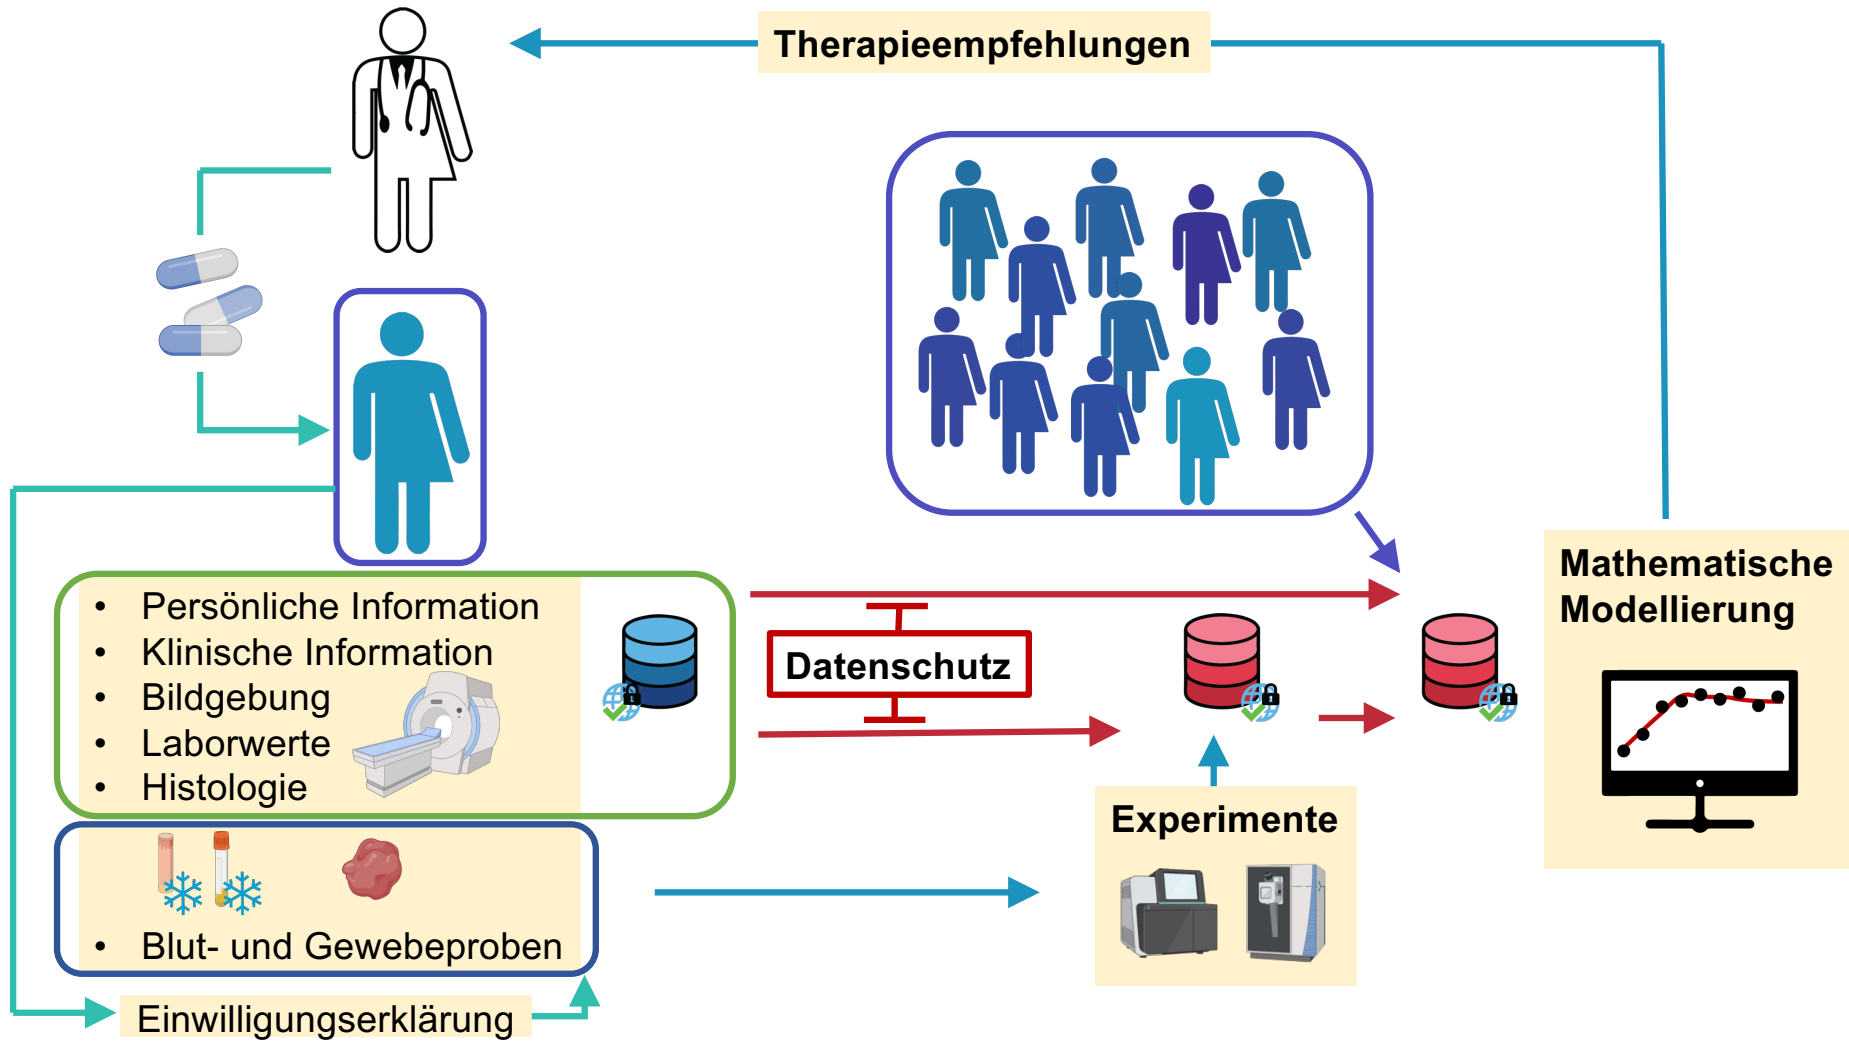 Therapieempfehlungen
• Persönliche Information
• Klinische Information
• Bildgebung
• Laborwerte
• Histologie
Datenschutz
Mathematische
Modellierung
Experimente
• Blut- und Gewebeproben
Einwilligungserklärung